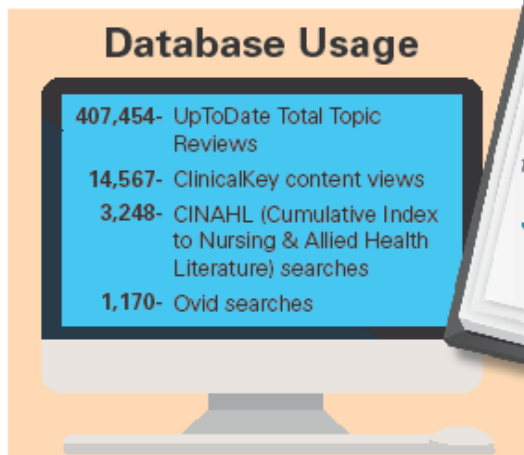 Database Usage
407,454- UpToDate Total Topic
Reviews
14,567- ClinicalKey content views
3,248- CINAHL (Cumulative Index
to Nursing & Allied Health
Literature) searches
1,170- Ovid searches